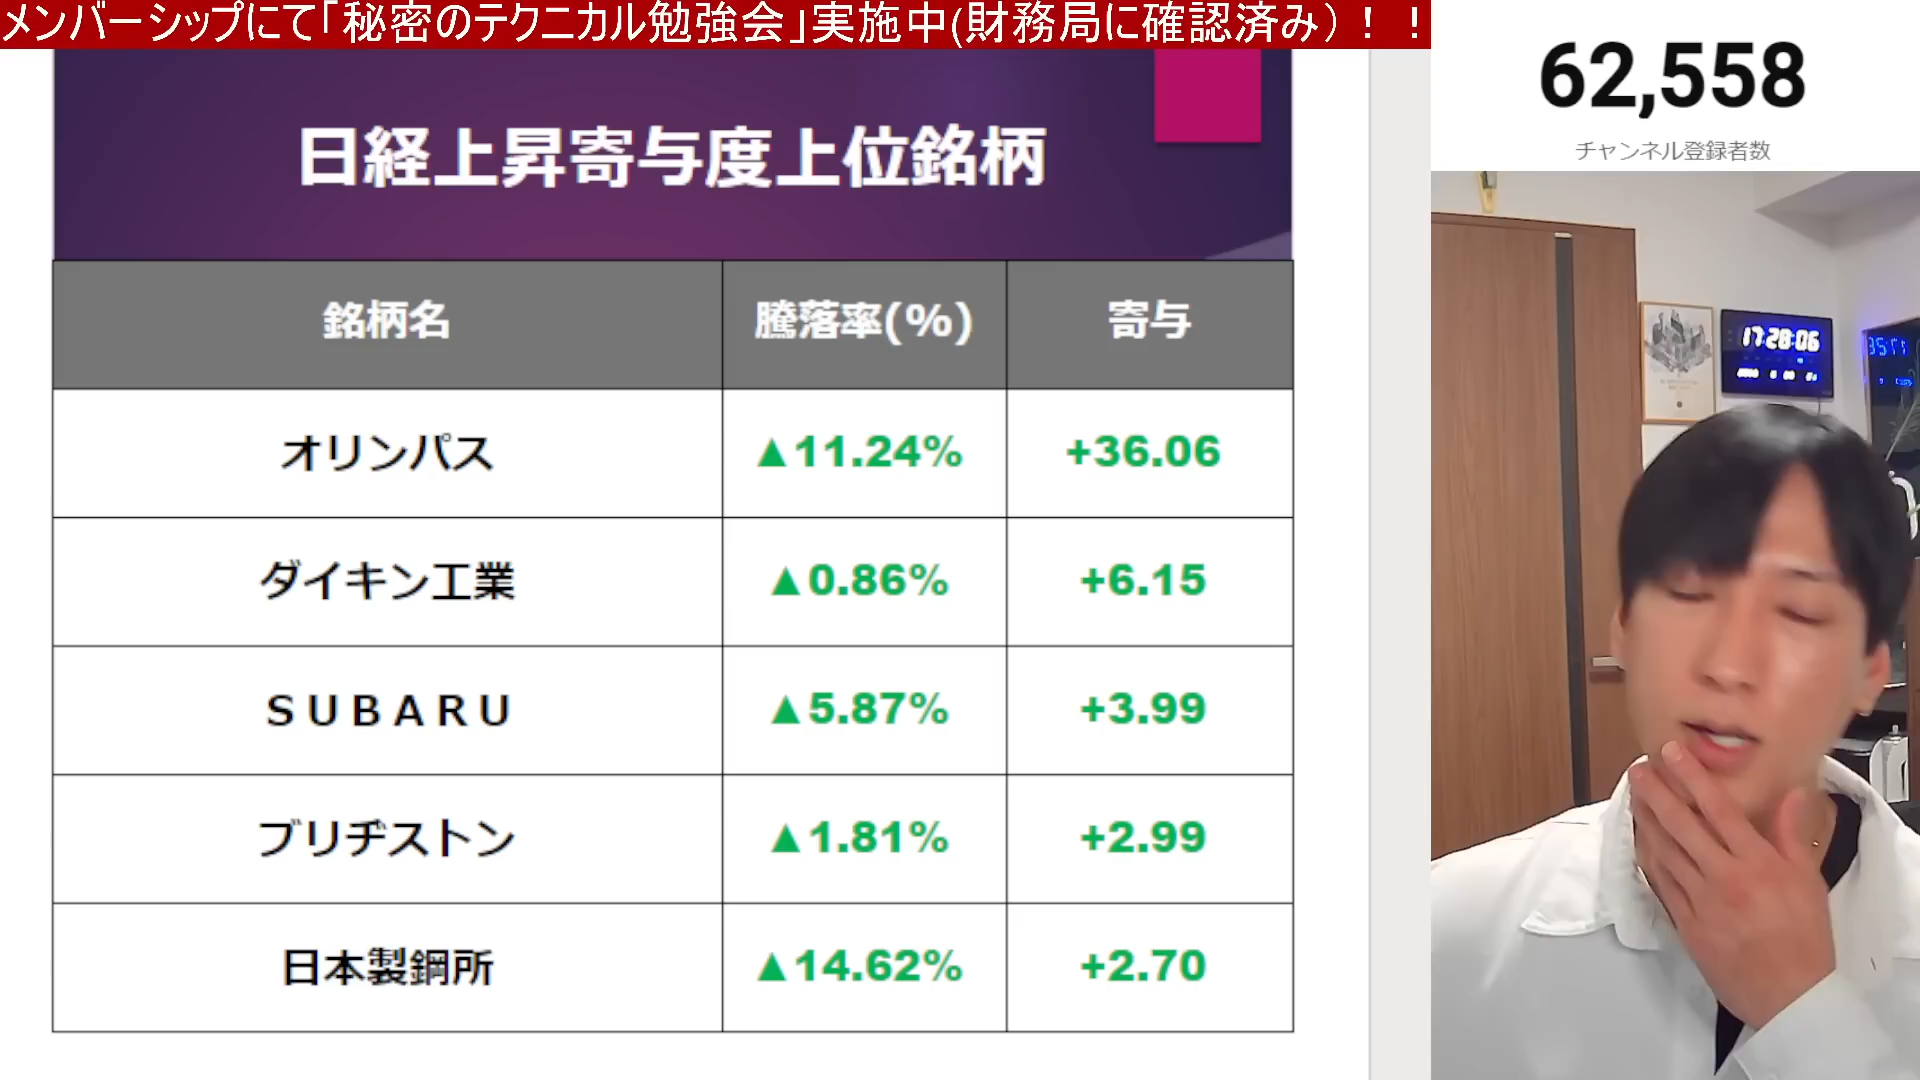 メンバーシップにて「秘密のテクニカル勉強会」実施中(財務局に確認済み）！！
62,558
チャンネル登録者数
日経上昇寄与度上位銘柄
銘柄名 騰落率(%) 寄与
オリンパス ▲11.24% +36.06
ダイキン工業 ▲0.86% +6.15
ＳＵＢＡＲＵ ▲5.87% +3.99
ブリヂストン ▲1.81% +2.99
日本製鋼所 ▲14.62% +2.70
17:28:06